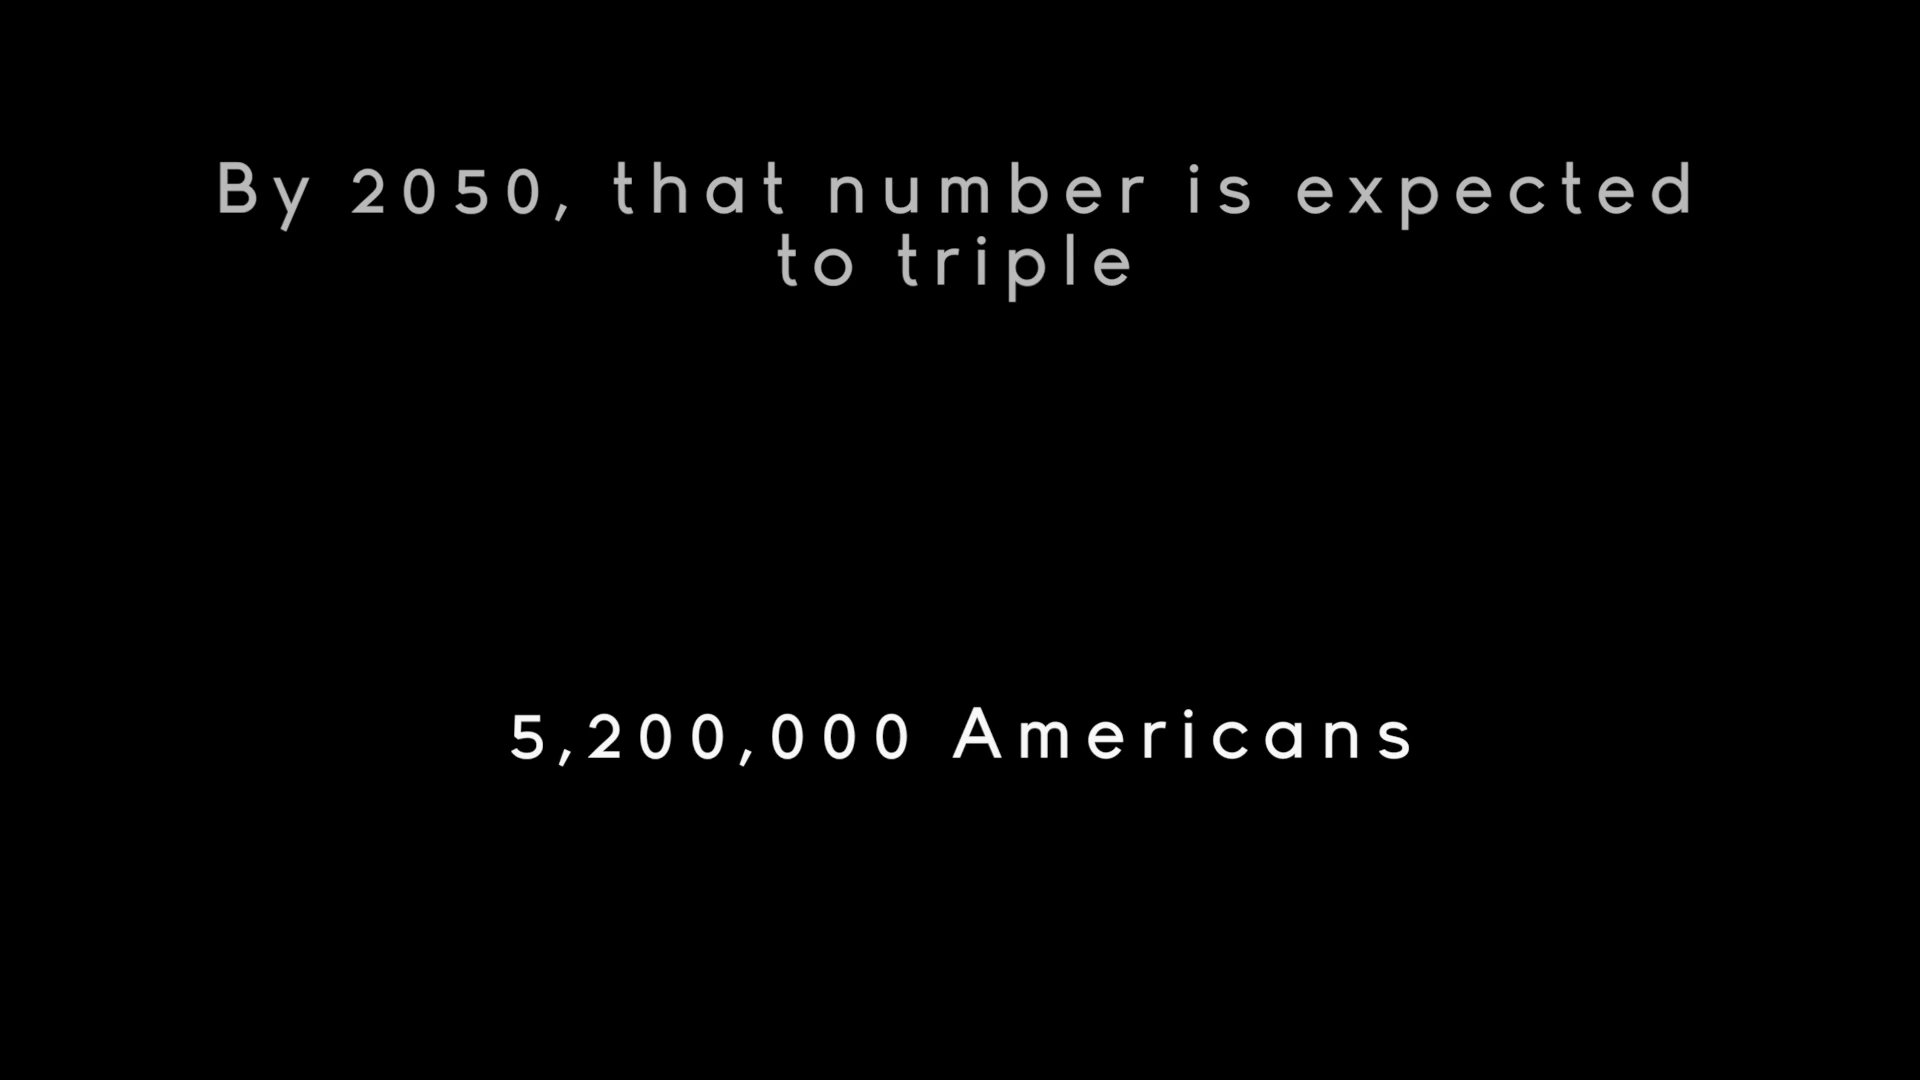 By 2050, that number is expected
to triple
5,200,000 Americans